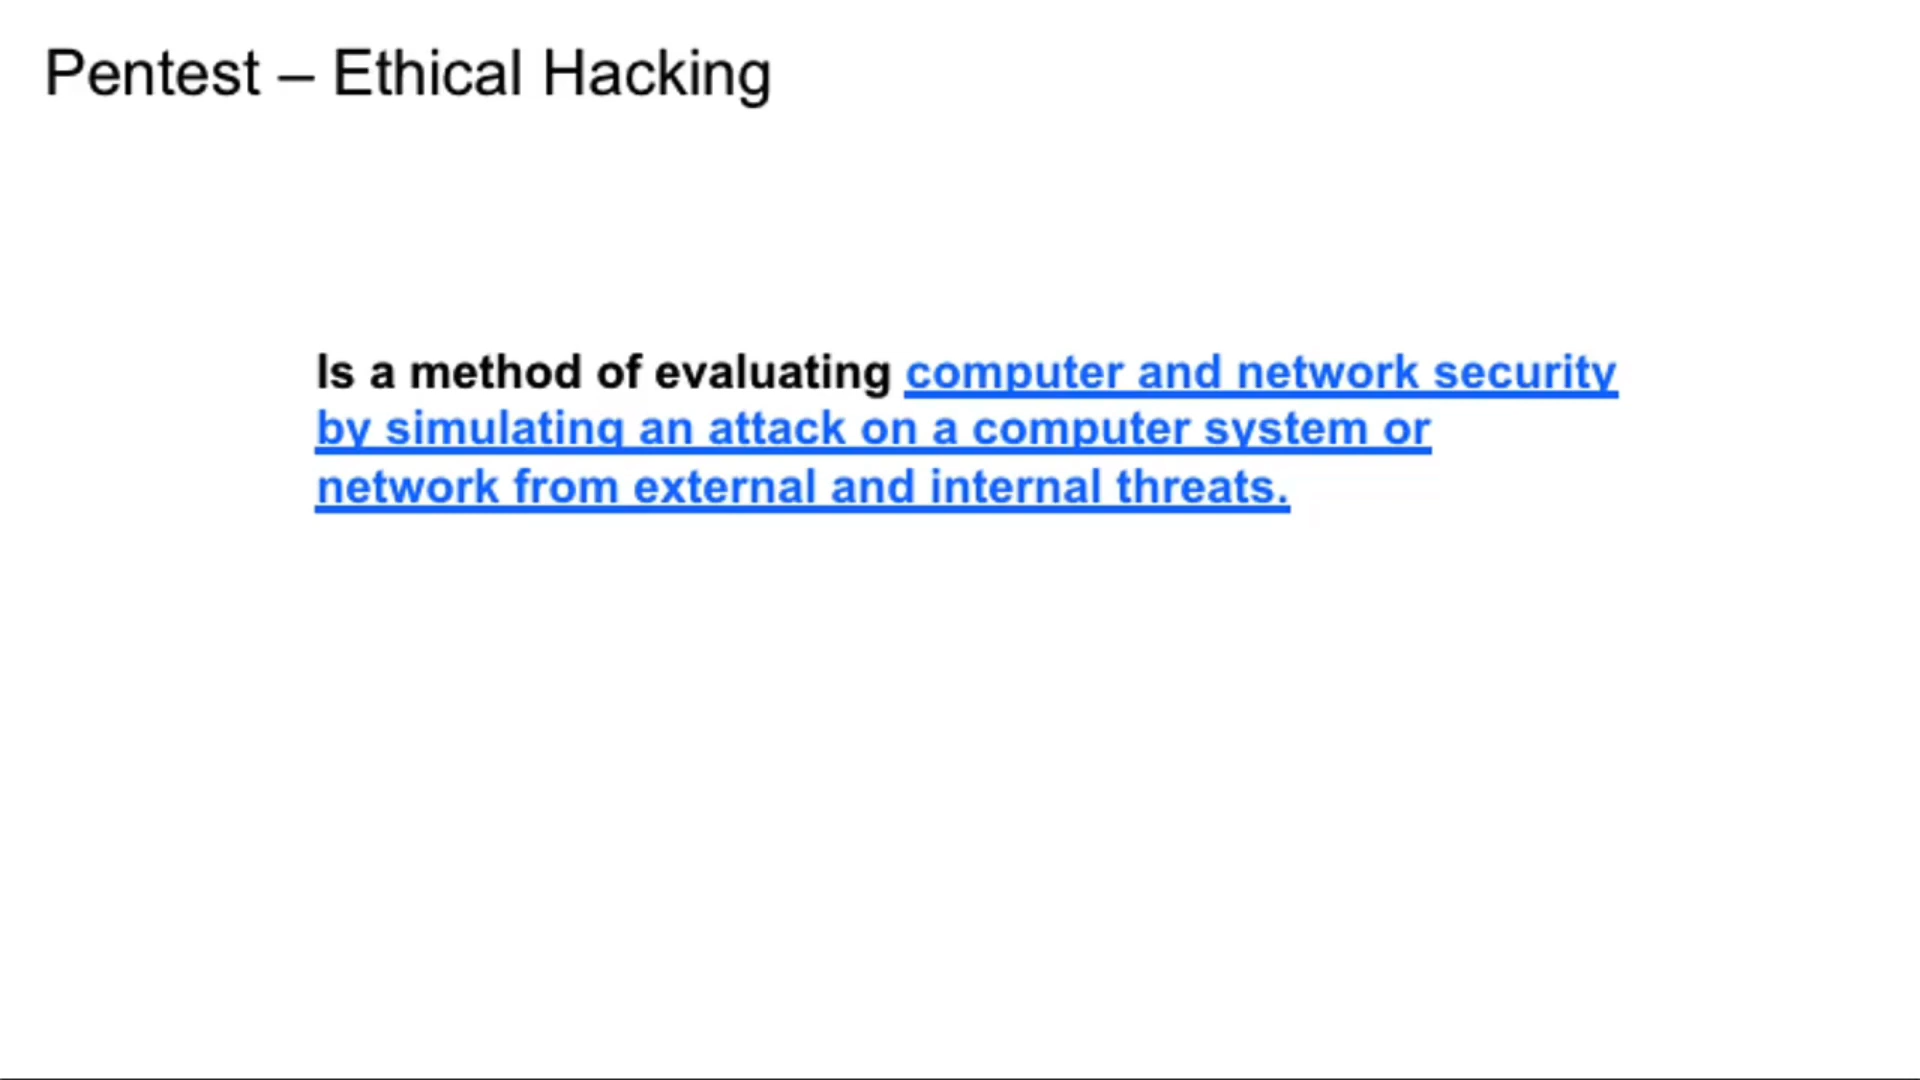 Pentest – Ethical Hacking
Is a method of evaluating computer and network security
by simulating an attack on a computer system or
network from external and internal threats.